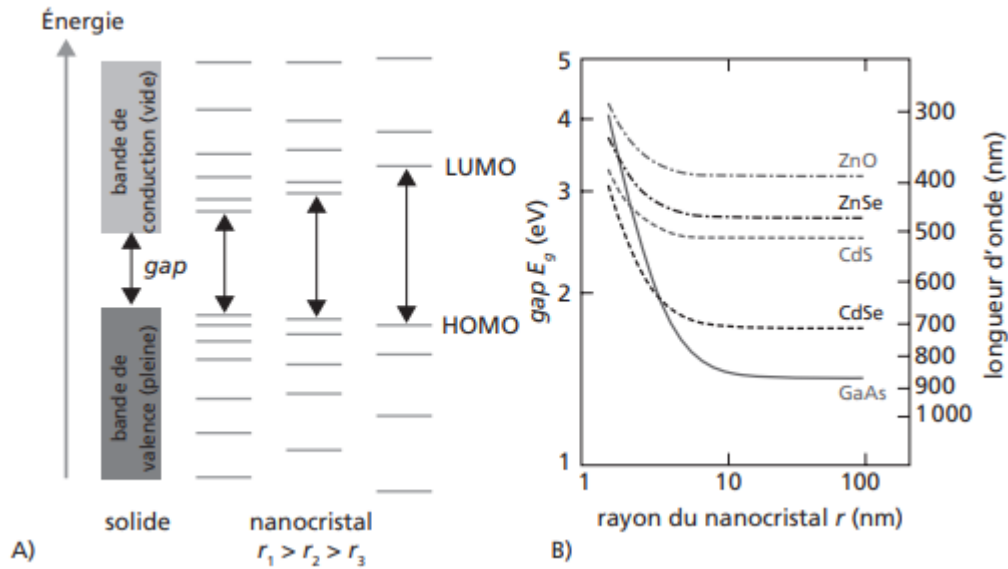 Énergie
bande de
conduction (vide)
gap
bande de
valence (pleine)
LUMO
HOMO
solide
nanocristal
r1 > r2 > r3
A)
gap Eg (eV)
5
4
3
2
1
ZnO
ZnSe
CdS
CdSe
GaAs
300
400
500
600
700
800
900
1 000
longueur d'onde (nm)
1
10
100
rayon du nanocristal r (nm)
B)